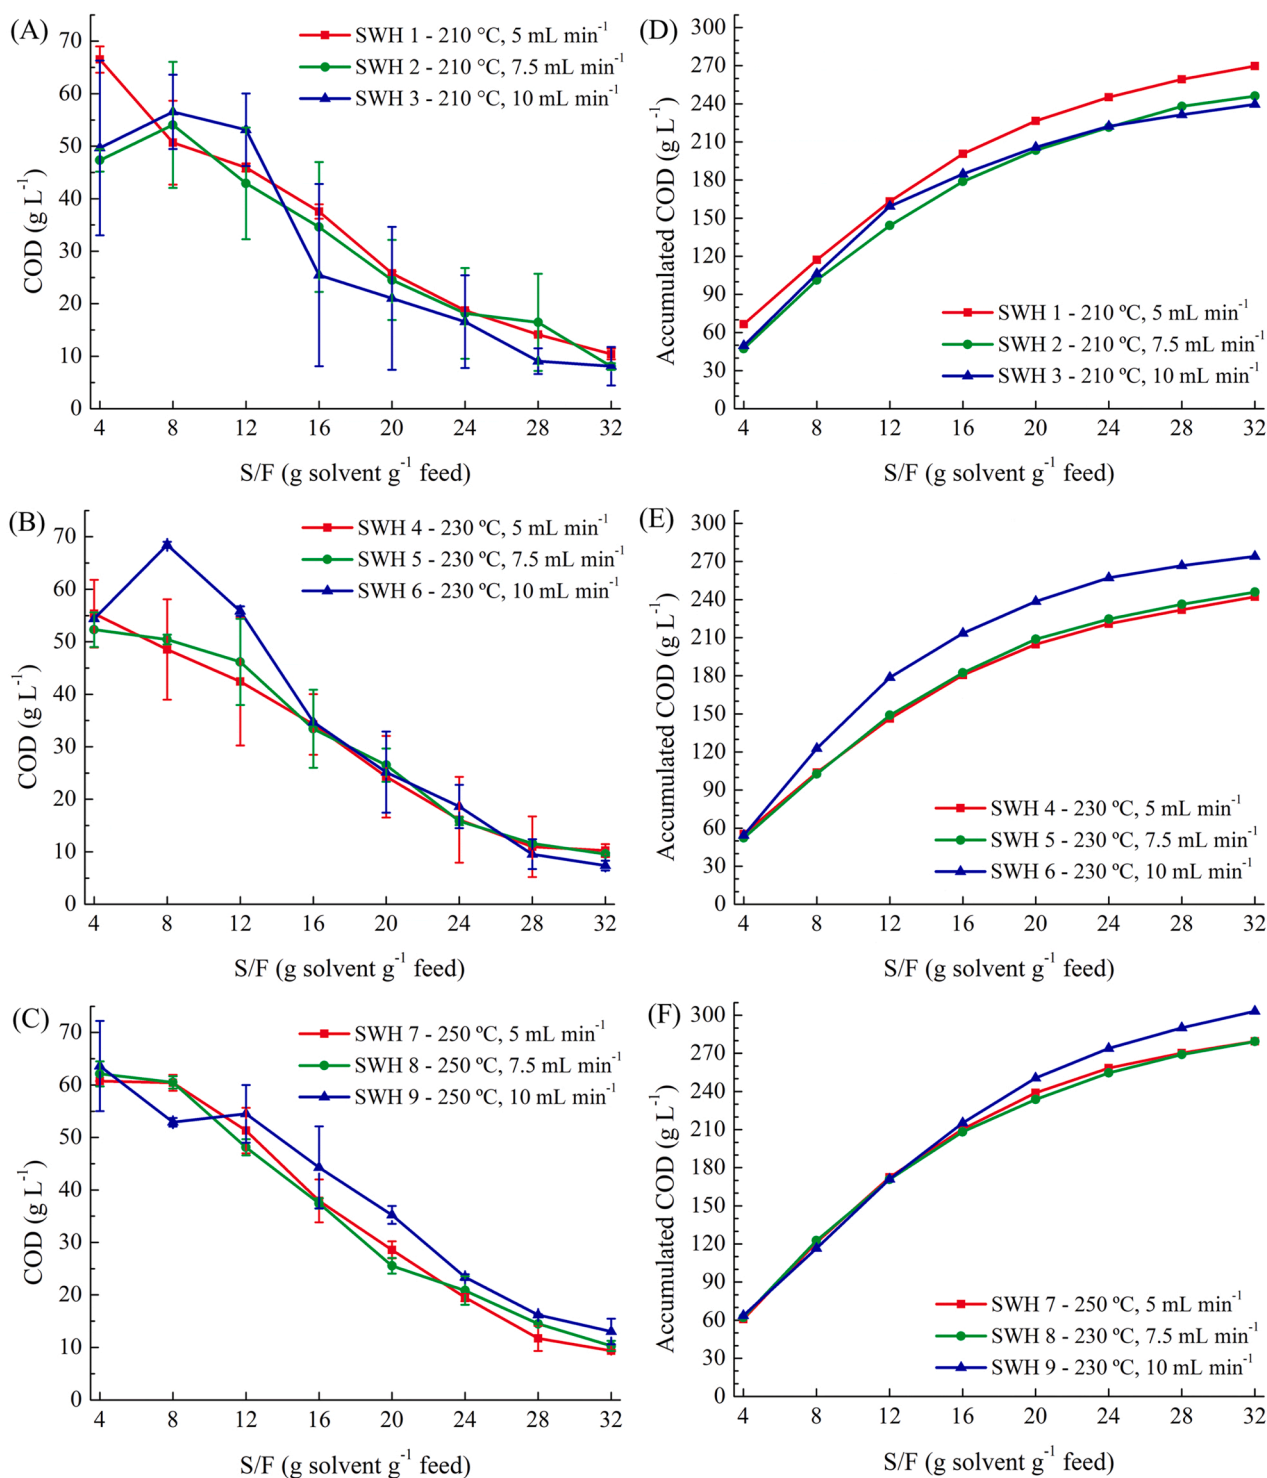 (A)
SWH 1 - 210 °C, 5 mL min⁻¹
SWH 2 - 210 °C, 7.5 mL min⁻¹
SWH 3 - 210 °C, 10 mL min⁻¹
COD (g L⁻¹)
70
60
50
40
30
20
10
0
4 8 12 16 20 24 28 32
S/F (g solvent g⁻¹ feed)
(D)
Accumulated COD (g L⁻¹)
300
270
240
210
180
150
120
90
60
30
0
SWH 1 - 210 ºC, 5 mL min⁻¹
SWH 2 - 210 ºC, 7.5 mL min⁻¹
SWH 3 - 210 ºC, 10 mL min⁻¹
4 8 12 16 20 24 28 32
S/F (g solvent g⁻¹ feed)
(B)
SWH 4 - 230 ºC, 5 mL min⁻¹
SWH 5 - 230 ºC, 7.5 mL min⁻¹
SWH 6 - 230 ºC, 10 mL min⁻¹
COD (g L⁻¹)
70
60
50
40
30
20
10
0
4 8 12 16 20 24 28 32
S/F (g solvent g⁻¹ feed)
(E)
Accumulated COD (g L⁻¹)
300
270
240
210
180
150
120
90
60
30
0
SWH 4 - 230 ºC, 5 mL min⁻¹
SWH 5 - 230 ºC, 7.5 mL min⁻¹
SWH 6 - 230 ºC, 10 mL min⁻¹
4 8 12 16 20 24 28 32
S/F (g solvent g⁻¹ feed)
(C)
SWH 7 - 250 ºC, 5 mL min⁻¹
SWH 8 - 250 ºC, 7.5 mL min⁻¹
SWH 9 - 250 ºC, 10 mL min⁻¹
COD (g L⁻¹)
70
60
50
40
30
20
10
0
4 8 12 16 20 24 28 32
S/F (g solvent g⁻¹ feed)
(F)
Accumulated COD (g L⁻¹)
300
270
240
210
180
150
120
90
60
30
0
SWH 7 - 250 ºC, 5 mL min⁻¹
SWH 8 - 230 ºC, 7.5 mL min⁻¹
SWH 9 - 230 ºC, 10 mL min⁻¹
4 8 12 16 20 24 28 32
S/F (g solvent g⁻¹ feed)